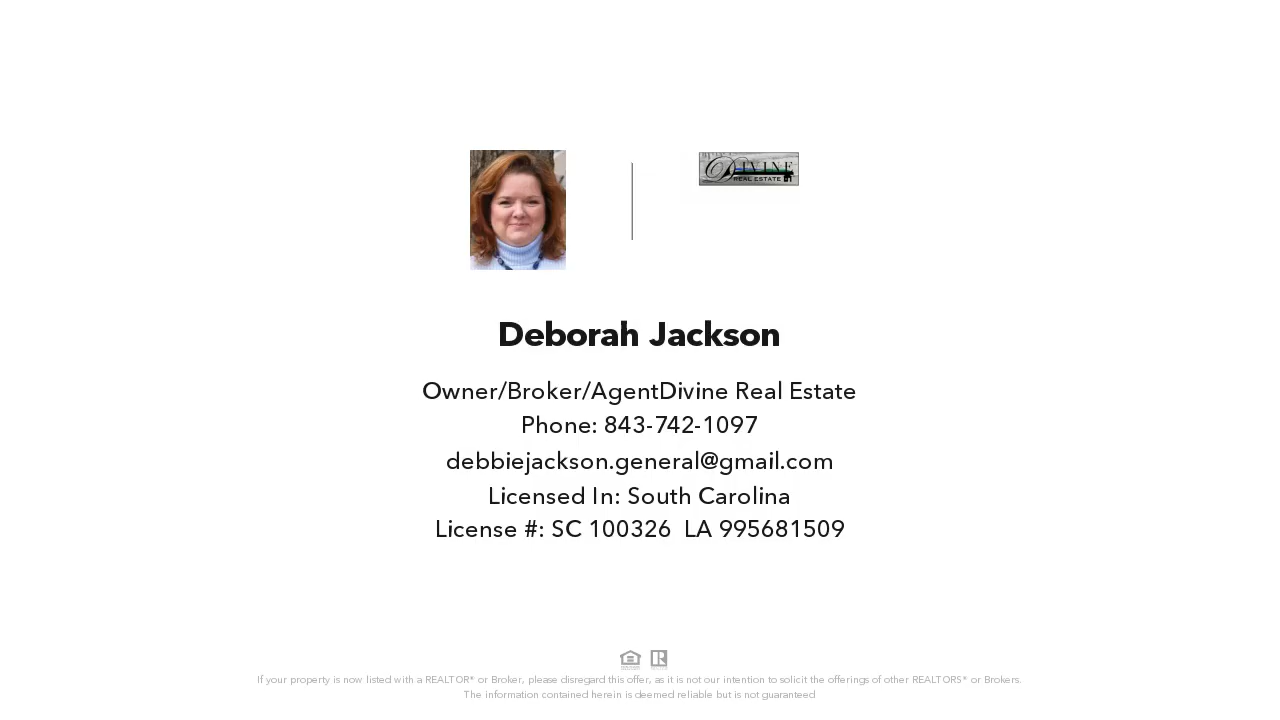 DIVINE
REAL ESTATE
Deborah Jackson
Owner/Broker/AgentDivine Real Estate
Phone: 843-742-1097
debbiejackson.general@gmail.com
Licensed In: South Carolina
License #: SC 100326  LA 995681509
If your property is now listed with a REALTOR® or Broker, please disregard this offer, as it is not our intention to solicit the offerings of other REALTORS® or Brokers.
The information contained herein is deemed reliable but is not guaranteed